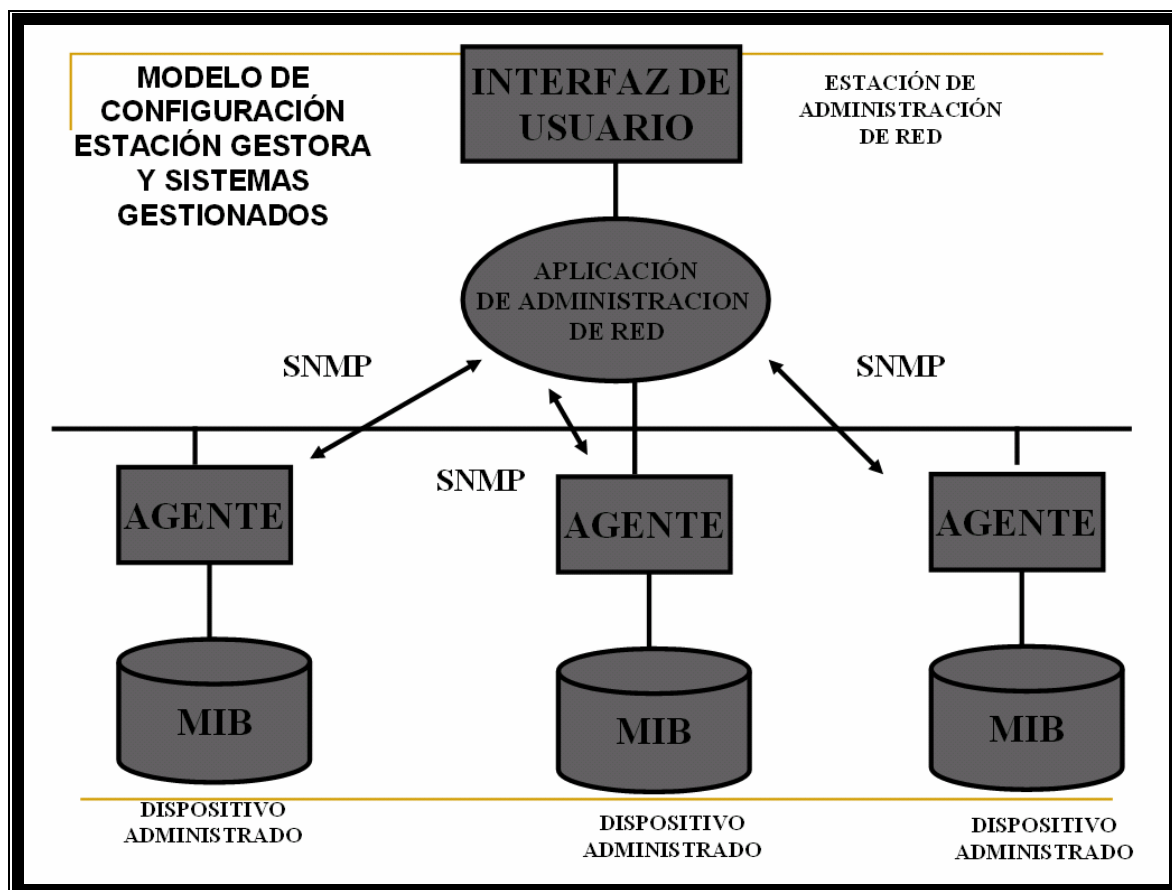 MODELO DE
CONFIGURACIÓN
ESTACIÓN GESTORA
Y SISTEMAS
GESTIONADOS
INTERFAZ DE
USUARIO
ESTACIÓN DE
ADMINISTRACIÓN
DE RED
APLICACIÓN
DE ADMINISTRACION
DE RED
SNMP
SNMP
SNMP
AGENTE
AGENTE
AGENTE
MIB
MIB
MIB
DISPOSITIVO
ADMINISTRADO
DISPOSITIVO
ADMINISTRADO
DISPOSITIVO
ADMINISTRADO